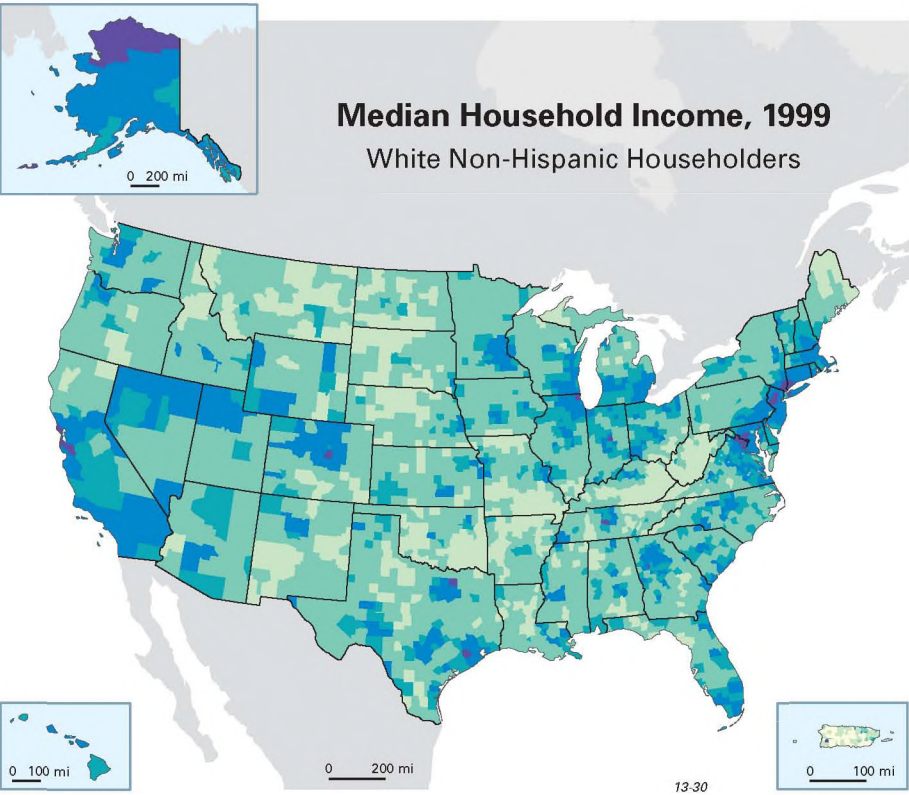 Median Household Income, 1999
White Non-Hispanic Householders
0 200 mi
0 100 mi
0 200 mi
0 100 mi
13-30